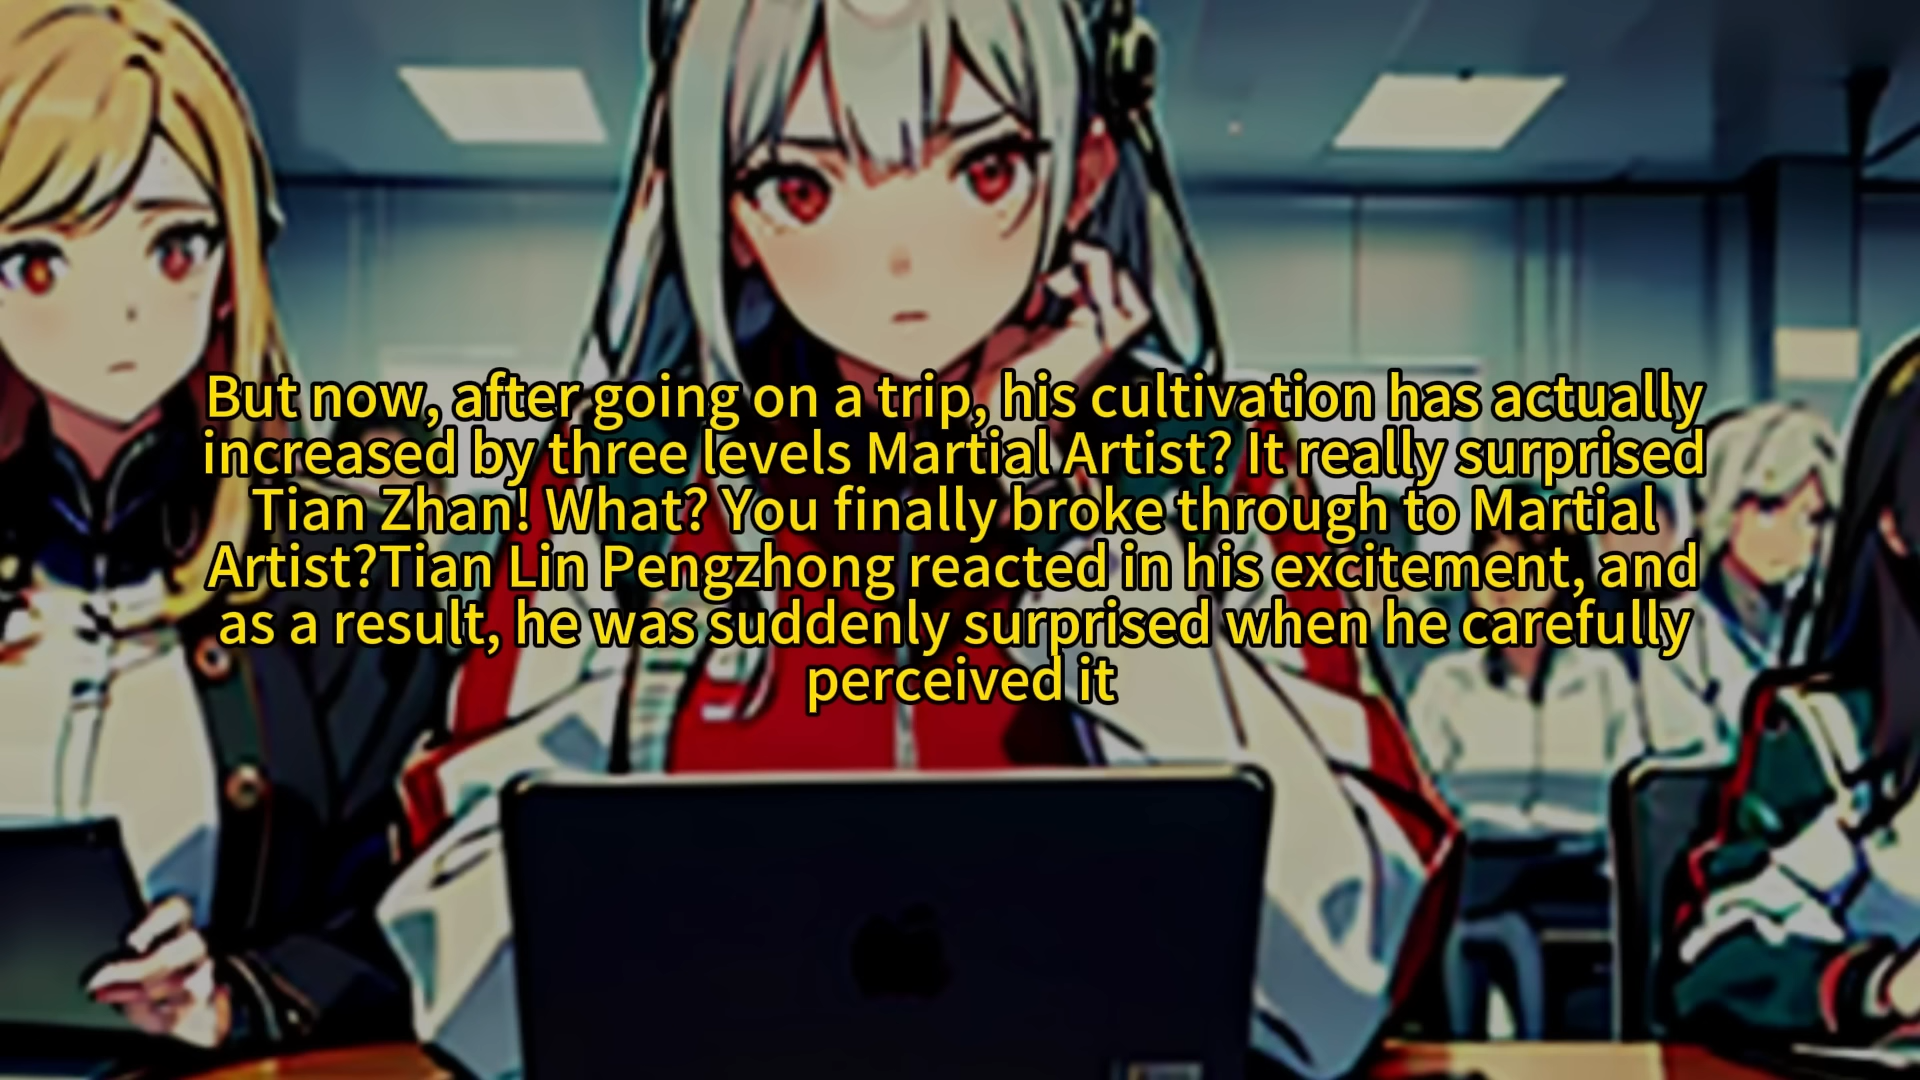 But now, after going on a trip, his cultivation has actually
increased by three levels Martial Artist? It really surprised
Tian Zhan! What? You finally broke through to Martial
Artist?Tian Lin Pengzhong reacted in his excitement, and
as a result, he was suddenly surprised when he carefully
perceived it